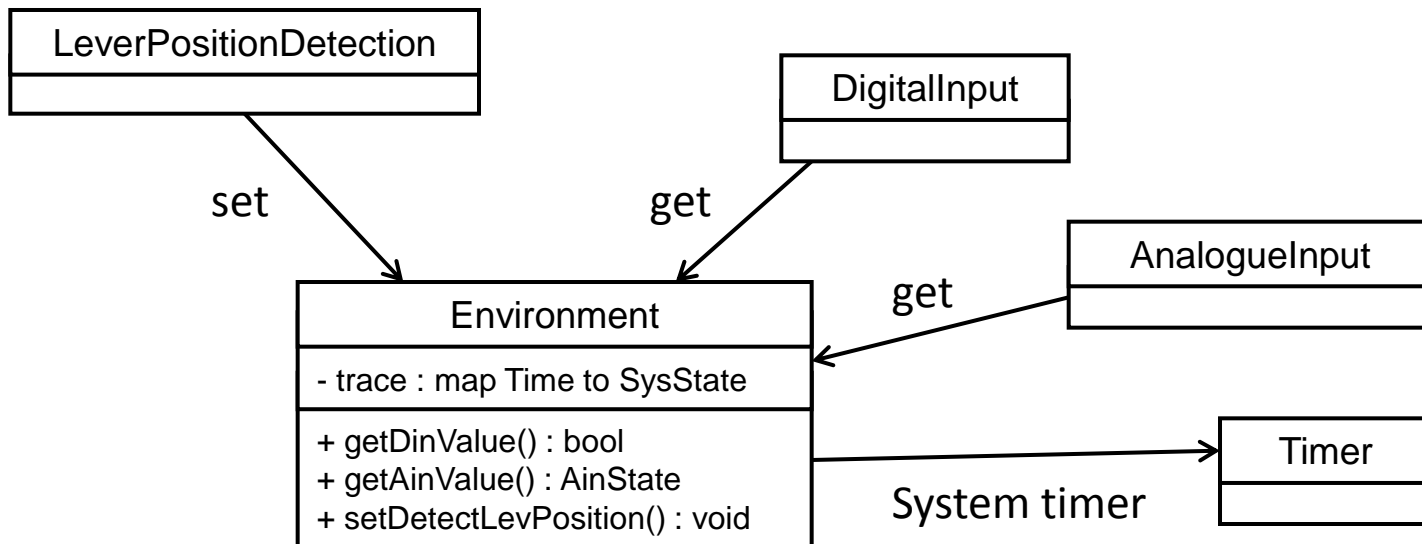 LeverPositionDetection
DigitalInput
set
get
AnalogueInput
get
Environment
- trace : map Time to SysState
+ getDinValue() : bool
+ getAinValue() : AinState
+ setDetectLevPosition() : void
Timer
System timer